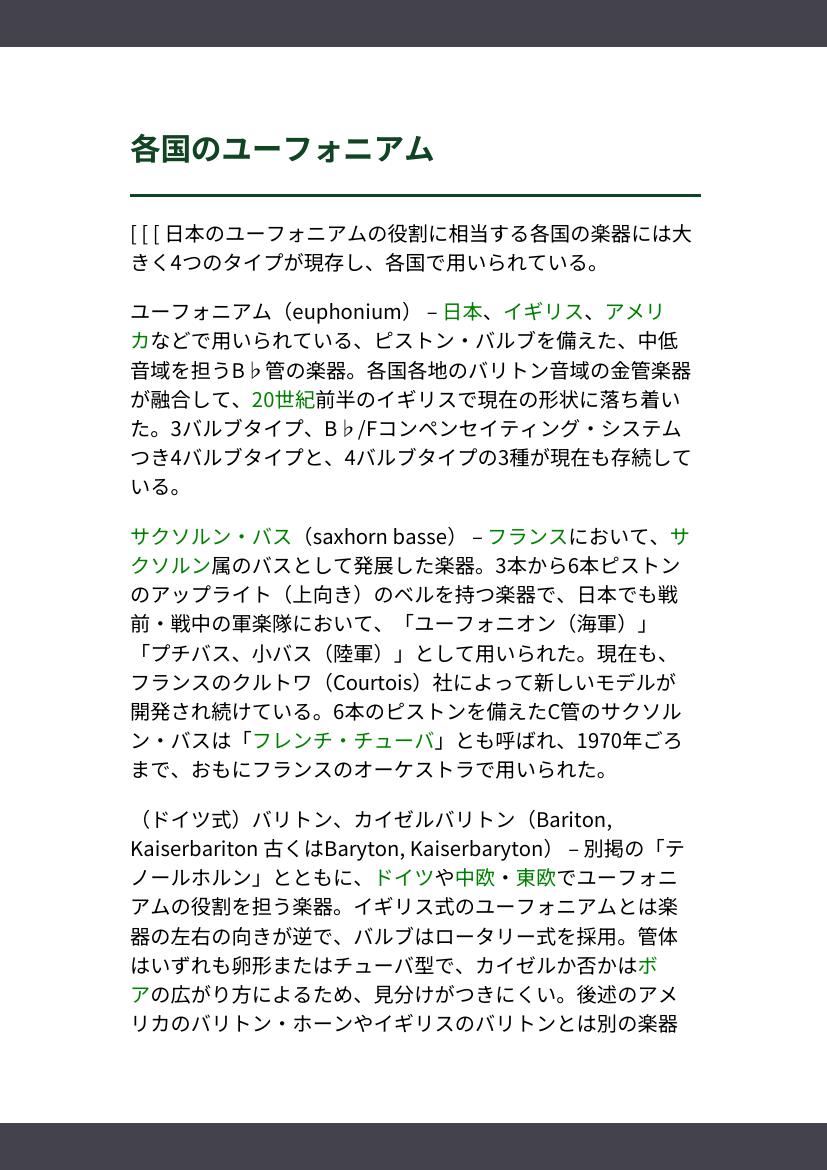 各国のユーフォニアム
[ [ [ 日本のユーフォニアムの役割に相当する各国の楽器には大
きく4つのタイプが現存し、各国で用いられている。
ユーフォニアム（euphonium） – 日本、イギリス、アメリ
カなどで用いられている、ピストン・バルブを備えた、中低
音域を担うB♭管の楽器。各国各地のバリトン音域の金管楽器
が融合して、20世紀前半のイギリスで現在の形状に落ち着い
た。3バルブタイプ、B♭/Fコンペンセイティング・システム
つき4バルブタイプと、4バルブタイプの3種が現在も存続して
いる。
サクソルン・バス（saxhorn basse） – フランスにおいて、サ
クソルン属のバスとして発展した楽器。3本から6本ピストン
のアップライト（上向き）のベルを持つ楽器で、日本でも戦
前・戦中の軍楽隊において、「ユーフォニオン（海軍）」
「プチバス、小バス（陸軍）」として用いられた。現在も、
フランスのクルトワ（Courtois）社によって新しいモデルが
開発され続けている。6本のピストンを備えたC管のサクソル
ン・バスは「フレンチ・チューバ」とも呼ばれ、1970年ごろ
まで、おもにフランスのオーケストラで用いられた。
（ドイツ式）バリトン、カイゼルバリトン（Bariton,
Kaiserbariton 古くはBaryton, Kaiserbaryton） – 別掲の「テ
ノールホルン」とともに、ドイツや中欧・東欧でユーフォニ
アムの役割を担う楽器。イギリス式のユーフォニアムとは楽
器の左右の向きが逆で、バルブはロータリー式を採用。管体
はいずれも卵形またはチューバ型で、カイゼルか否かはボ
アの広がり方によるため、見分けがつきにくい。後述のアメ
リカのバリトン・ホーンやイギリスのバリトンとは別の楽器